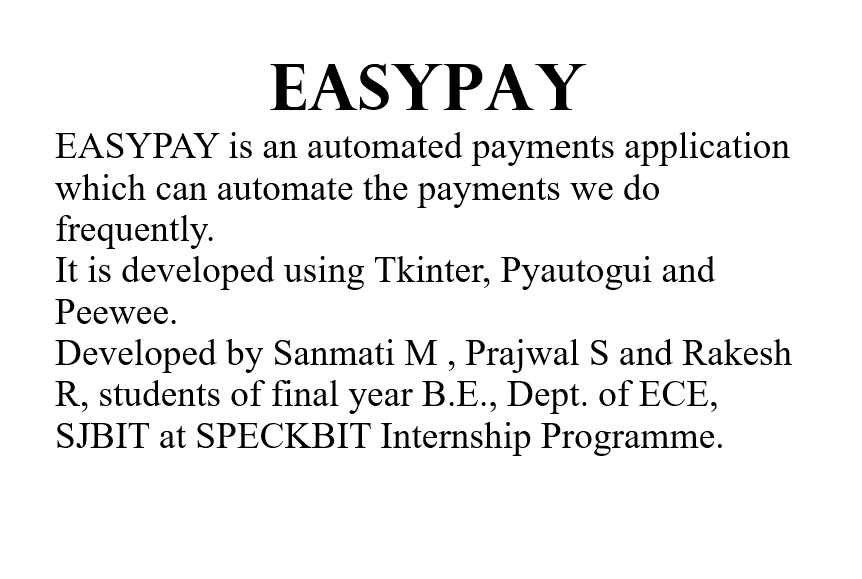 EASYPAY
EASYPAY is an automated payments application
which can automate the payments we do
frequently.
It is developed using Tkinter, Pyautogui and
Peewee.
Developed by Sanmati M , Prajwal S and Rakesh
R, students of final year B.E., Dept. of ECE,
SJBIT at SPECKBIT Internship Programme.